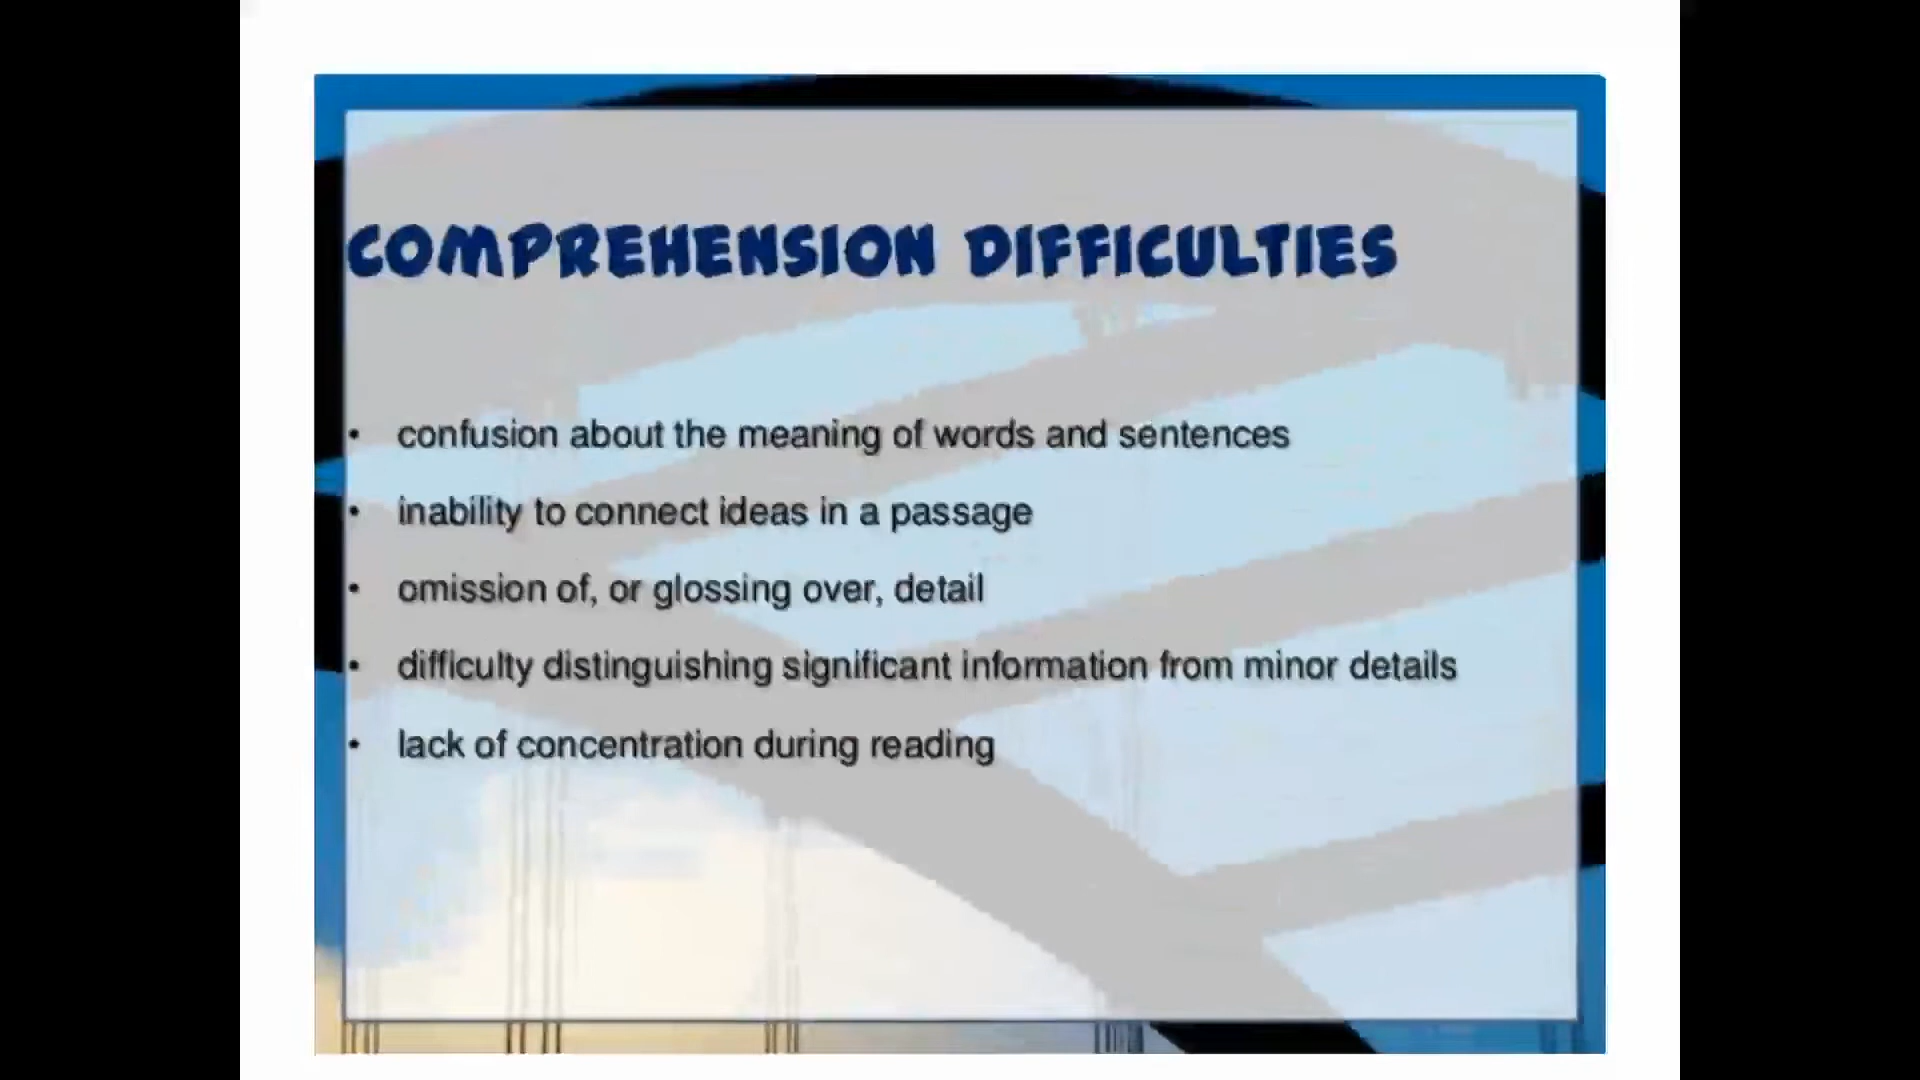 COMPREHENSION DIFFICULTIES
• confusion about the meaning of words and sentences
• inability to connect ideas in a passage
• omission of, or glossing over, detail
• difficulty distinguishing significant information from minor details
• lack of concentration during reading